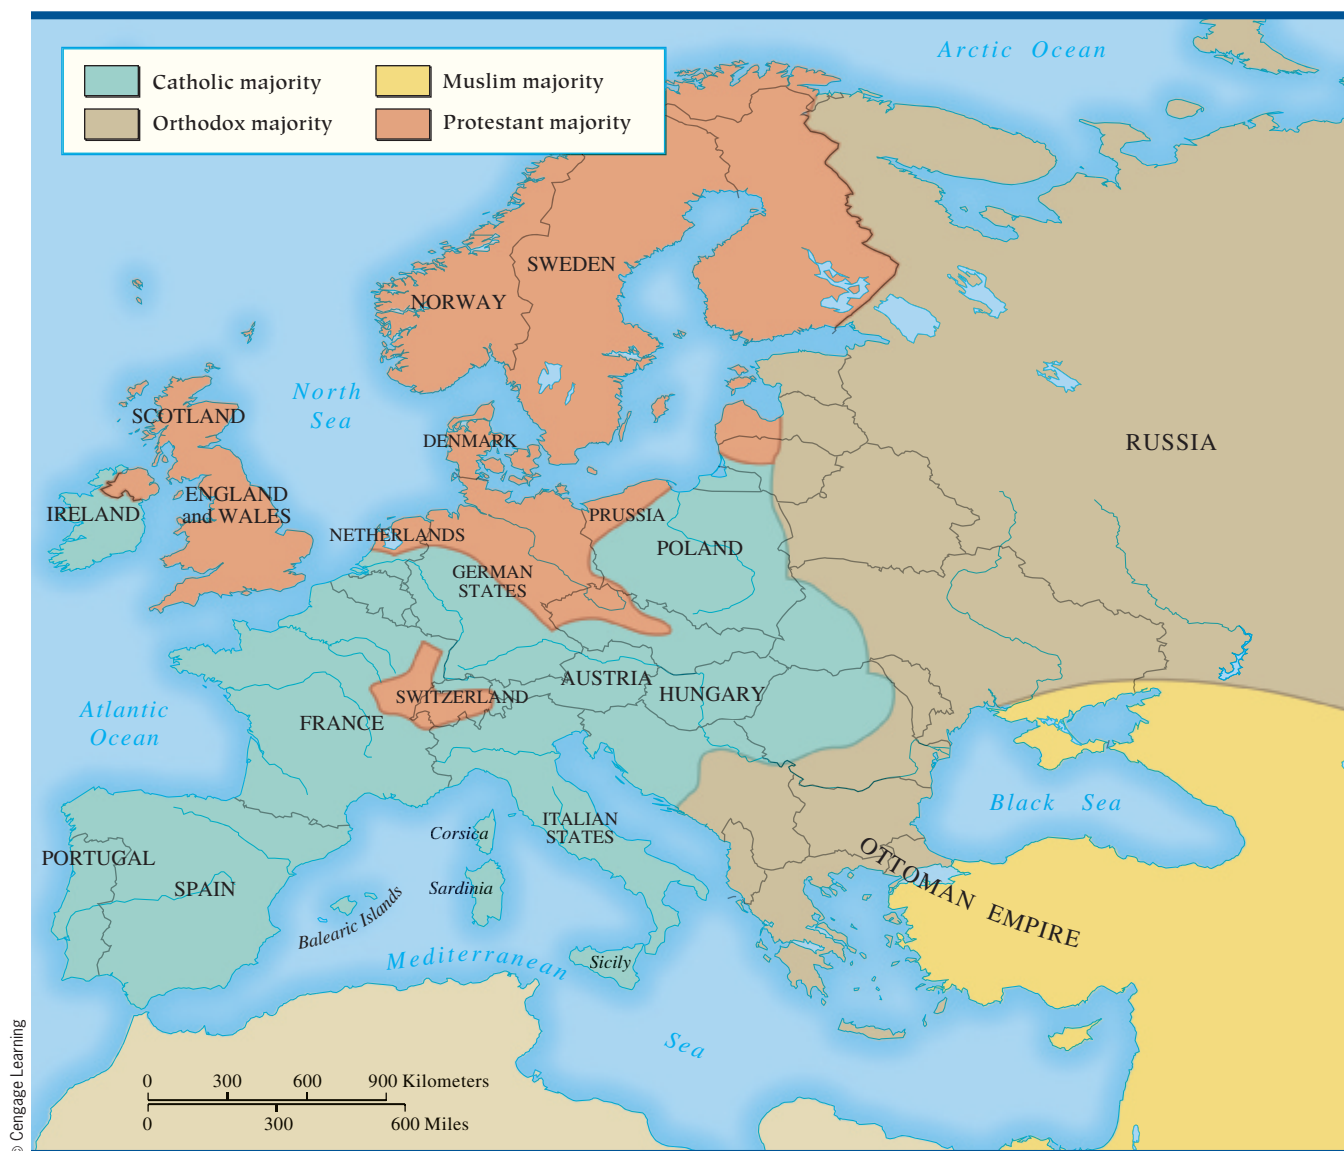 Arctic Ocean
Catholic majority
Muslim majority
Orthodox majority
Protestant majority
SWEDEN
NORWAY
North
Sea
SCOTLAND
DENMARK
RUSSIA
ENGLAND
and WALES
IRELAND
NETHERLANDS
PRUSSIA
POLAND
GERMAN
STATES
AUSTRIA
HUNGARY
SWITZERLAND
FRANCE
Atlantic
Ocean
Black Sea
ITALIAN
STATES
Corsica
PORTUGAL
SPAIN
Sardinia
Balearic Islands
OTTOMAN EMPIRE
Mediterranean
Sea
Sicily
0 300 600 900 Kilometers
0 300 600 Miles
© Cengage Learning